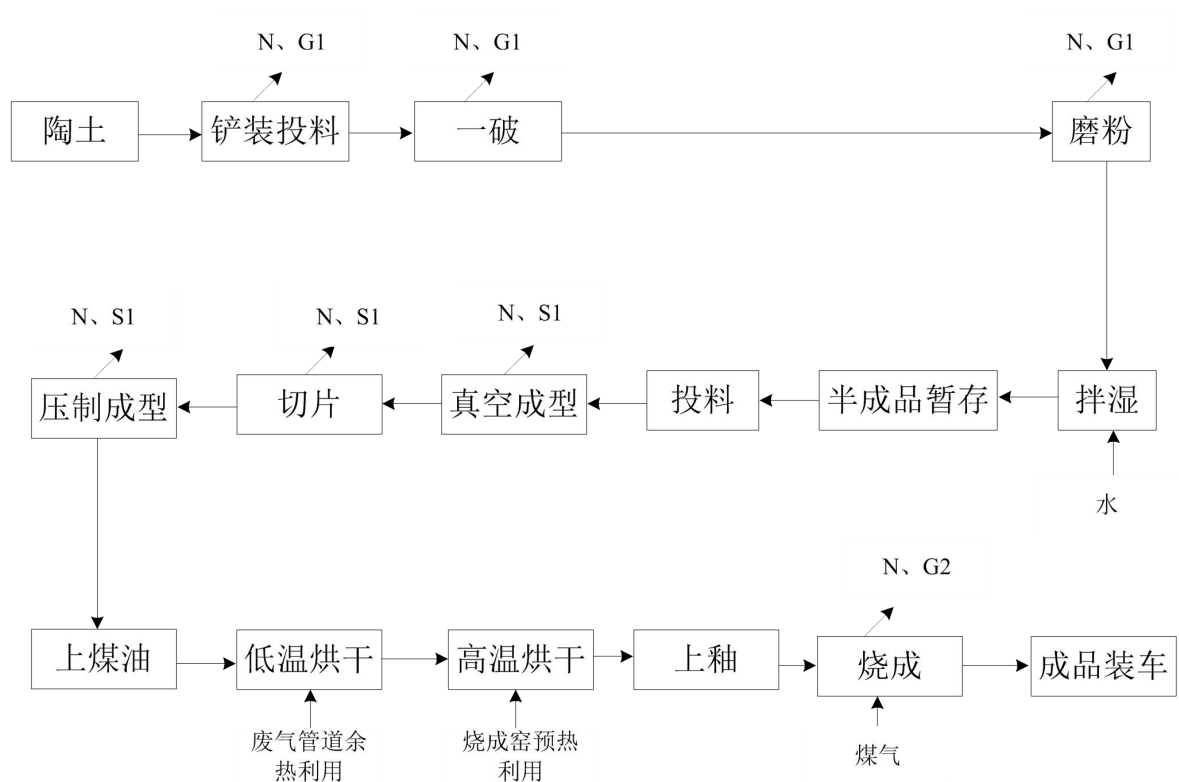 N、G1
N、G1
N、G1
陶土
铲装投料
一破
磨粉
N、S1
N、S1
N、S1
压制成型
切片
真空成型
投料
半成品暂存
拌湿
水
N、G2
上煤油
低温烘干
高温烘干
上釉
烧成
成品装车
废气管道余
热利用
烧成窑预热
利用
煤气